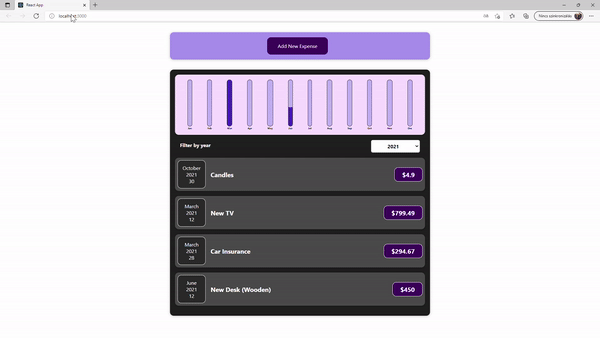 React App
localhost:3000
Add New Expense
Jan Feb Mar Apr May Jun Jul Aug Sep Oct Nov Dec
Filter by year
2021
October
2021
30
Candles
$4.9
March
2021
12
New TV
$799.49
March
2021
28
Car Insurance
$294.67
June
2021
12
New Desk (Wooden)
$450